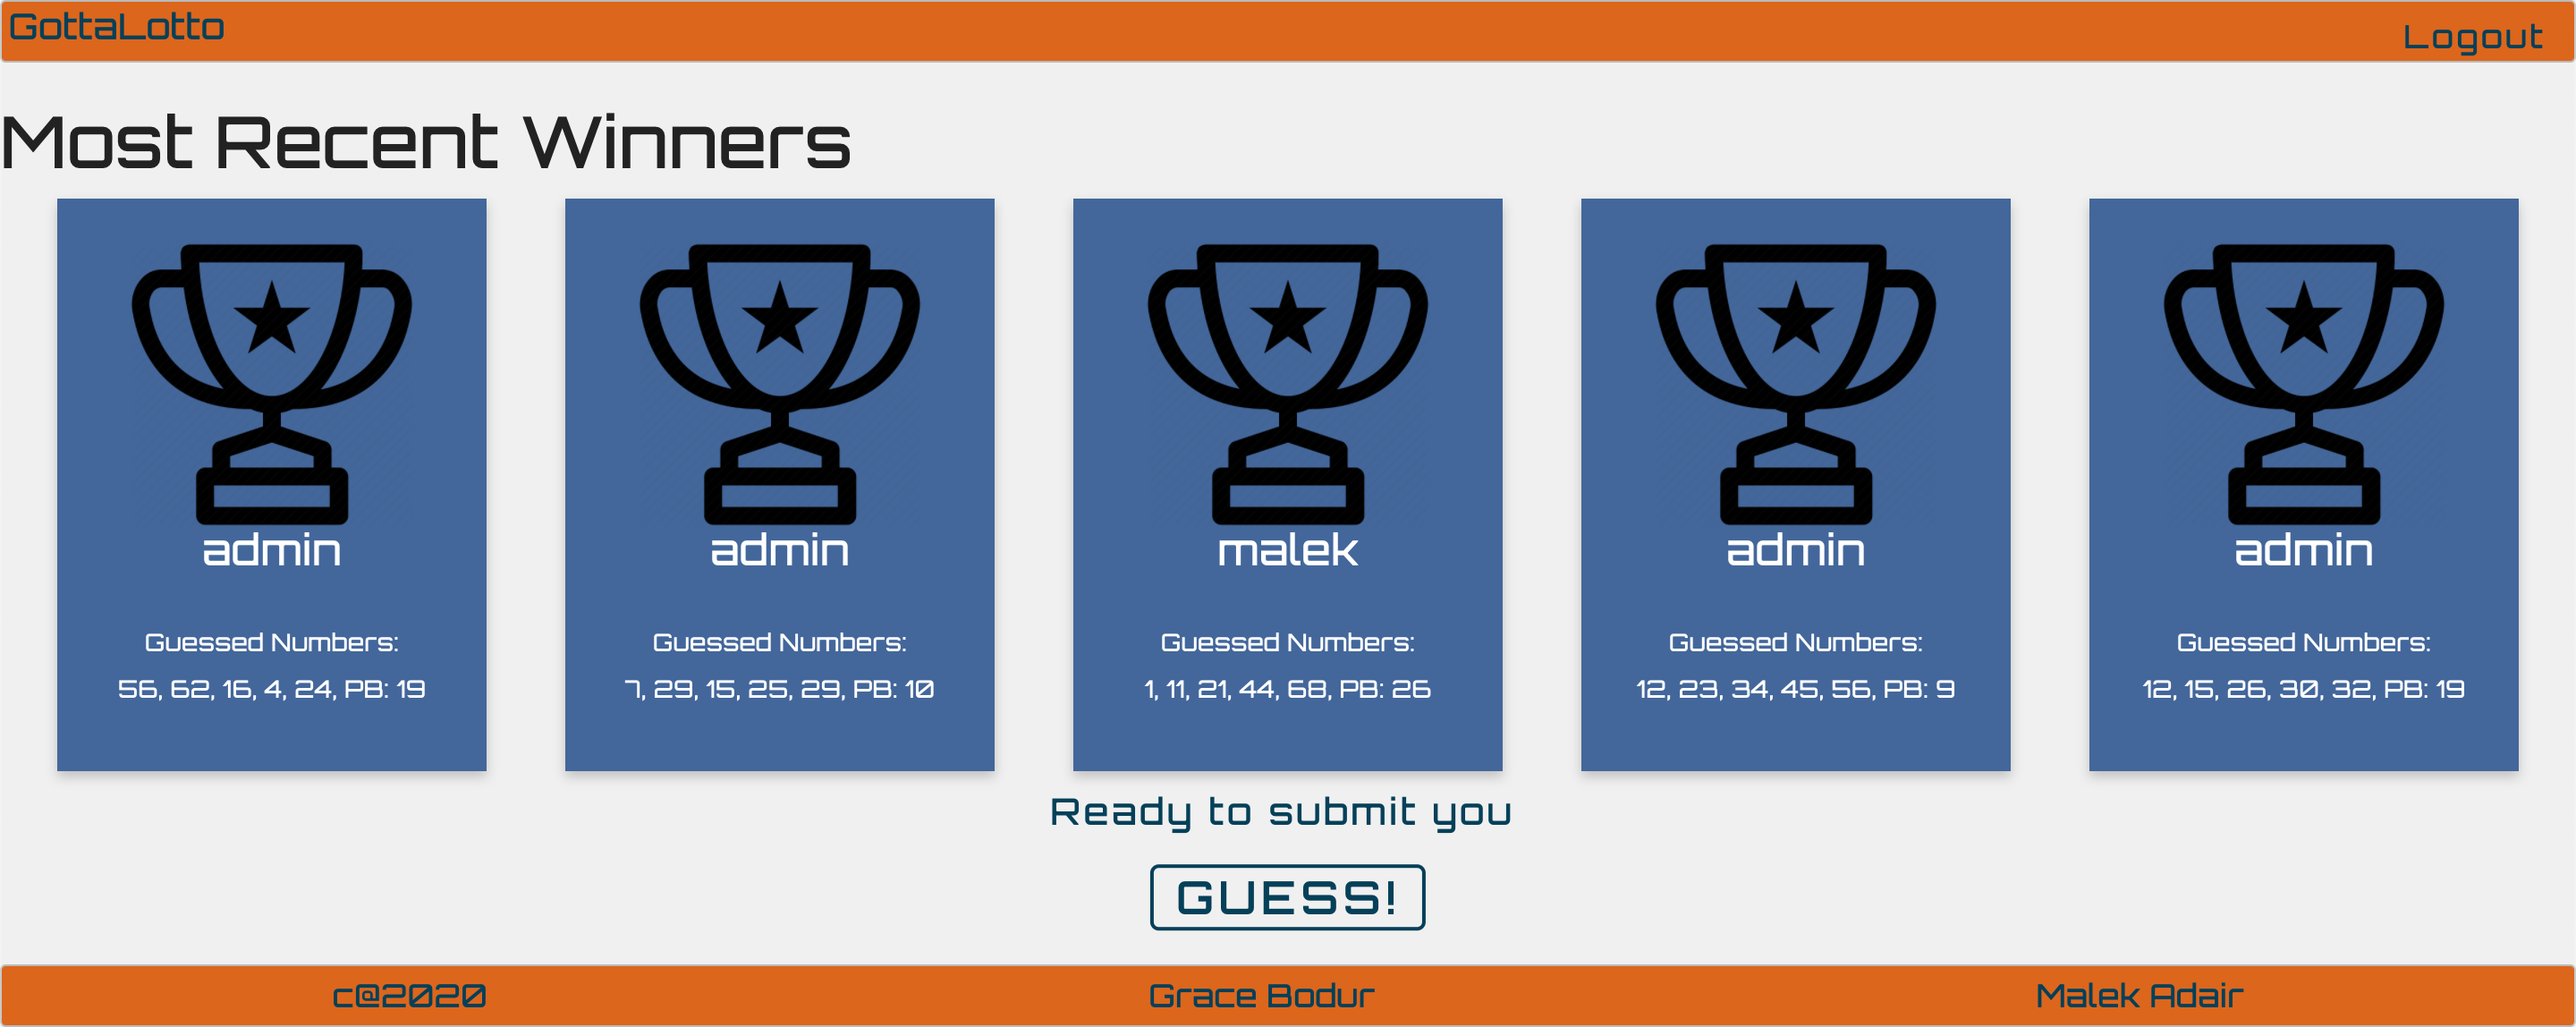 GottaLotto
Logout
Most Recent Winners
admin
Guessed Numbers:
56, 62, 16, 4, 24, PB: 19
admin
Guessed Numbers:
7, 29, 15, 25, 29, PB: 10
malek
Guessed Numbers:
1, 11, 21, 44, 68, PB: 26
admin
Guessed Numbers:
12, 23, 34, 45, 56, PB: 9
admin
Guessed Numbers:
12, 15, 26, 30, 32, PB: 19
Ready to submit you
GUESS!
c@2020
Grace Bodur
Malek Adair